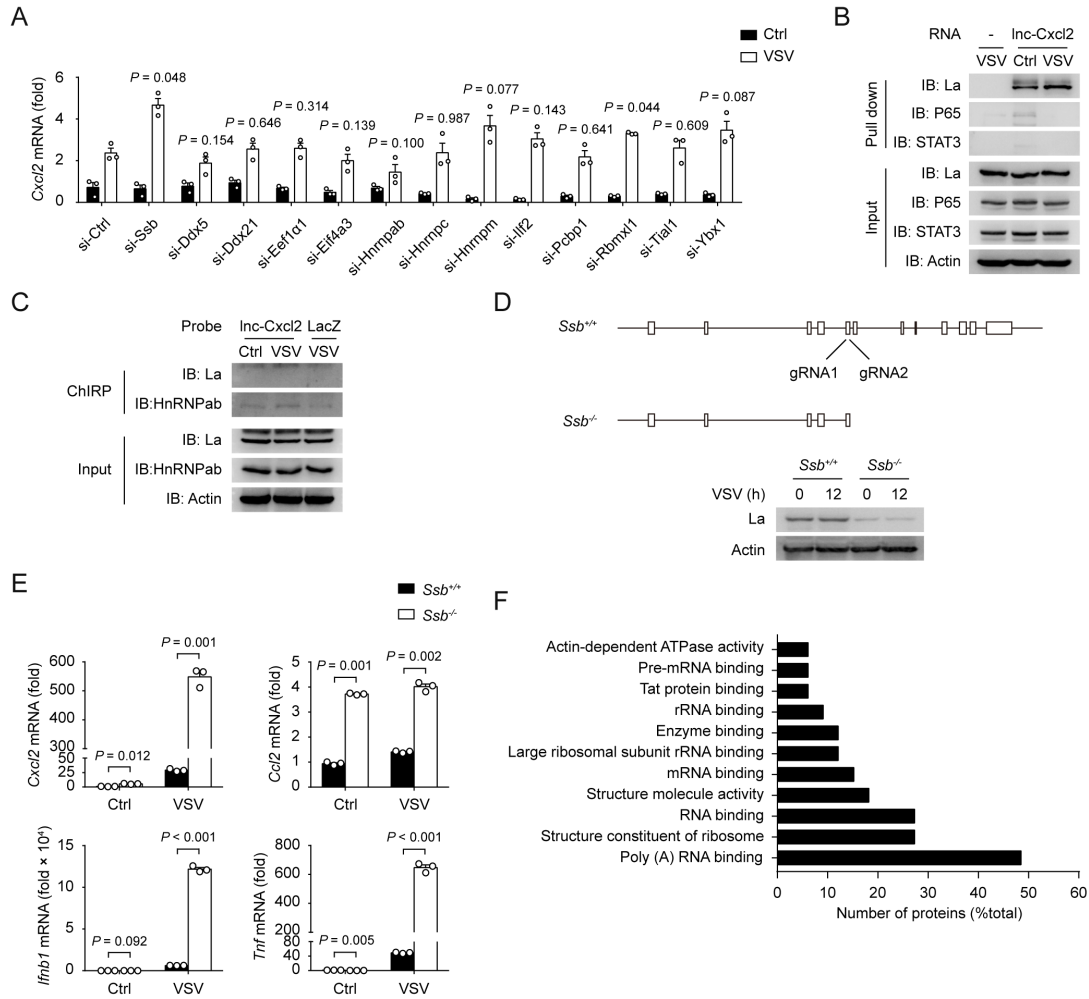 A
Ctrl
VSV
Cxcl2 mRNA (fold)
6
4
2
0
P = 0.048
P = 0.154
P = 0.646
P = 0.314
P = 0.139
P = 0.100
P = 0.987
P = 0.077
P = 0.143
P = 0.641
P = 0.044
P = 0.609
P = 0.087
si-Ctrl
si-Ssb
si-Ddx5
si-Ddx21
si-Eef1α1
si-Eif4a3
si-Hnrnpab
si-Hnrnpc
si-Hnrnpm
si-Ilf2
si-Pcbp1
si-Rbmxl1
si-Tial1
si-Ybx1
B
RNA - lnc-Cxcl2
VSV Ctrl VSV
Pull down
IB: La
IB: P65
IB: STAT3
Input
IB: La
IB: P65
IB: STAT3
IB: Actin
C
Probe lnc-Cxcl2 LacZ
Ctrl VSV VSV
ChIRP
IB: La
IB:HnRNPab
Input
IB: La
IB:HnRNPab
IB: Actin
D
Ssb+/+
gRNA1 gRNA2
Ssb-/-
Ssb+/+ Ssb-/-
VSV (h) 0 12 0 12
La
Actin
E
Ssb+/+
Ssb-/-
Cxcl2 mRNA (fold)
600
500
400
300
50
25
0
P = 0.012
P = 0.001
Ctrl VSV
Ccl2 mRNA (fold)
5
4
3
2
1
0
P = 0.001
P = 0.002
Ctrl VSV
Ifnb1 mRNA (fold × 10⁴)
15
10
5
0
P = 0.092
P < 0.001
Ctrl VSV
Tnf mRNA (fold)
800
600
400
200
80
40
0
P = 0.005
P < 0.001
Ctrl VSV
F
Actin-dependent ATPase activity
Pre-mRNA binding
Tat protein binding
rRNA binding
Enzyme binding
Large ribosomal subunit rRNA binding
mRNA binding
Structure molecule activity
RNA binding
Structure constituent of ribosome
Poly (A) RNA binding
0 10 20 30 40 50 60
Number of proteins (%total)